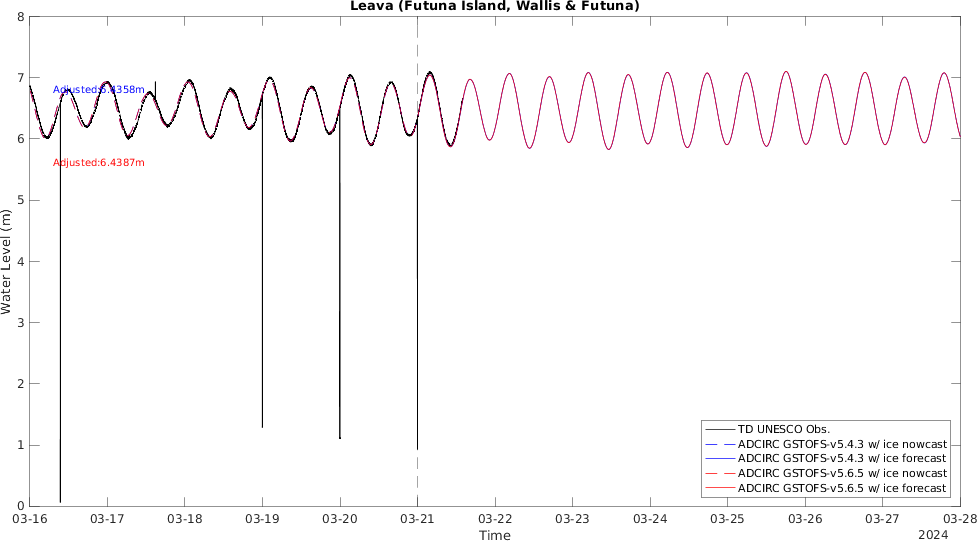 Leava (Futuna Island, Wallis & Futuna)
8
7
6
5
4
3
2
1
0
Water Level (m)
Adjusted:6.4358m
Adjusted:6.4387m
TD UNESCO Obs.
ADCIRC GSTOFS-v5.4.3 w/ ice nowcast
ADCIRC GSTOFS-v5.4.3 w/ ice forecast
ADCIRC GSTOFS-v5.6.5 w/ ice nowcast
ADCIRC GSTOFS-v5.6.5 w/ ice forecast
03-16 03-17 03-18 03-19 03-20 03-21 03-22 03-23 03-24 03-25 03-26 03-27 03-28
Time
2024